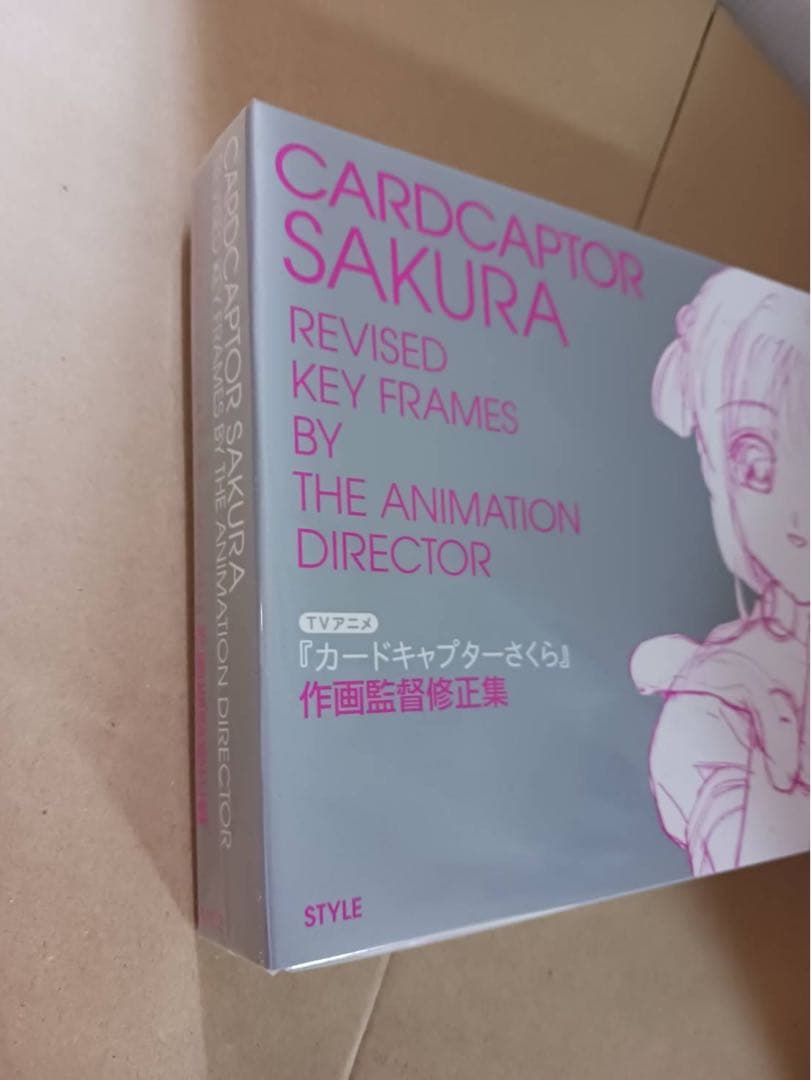 CARDCAPTOR
SAKURA
REVISED
KEY FRAMES
BY
THE ANIMATION
DIRECTOR
TVアニメ
『カードキャプターさくら』
作画監督修正集
STYLE
CARDCAPTOR SAKURA
REVISED KEY FRAMES BY THE ANIMATION DIRECTOR